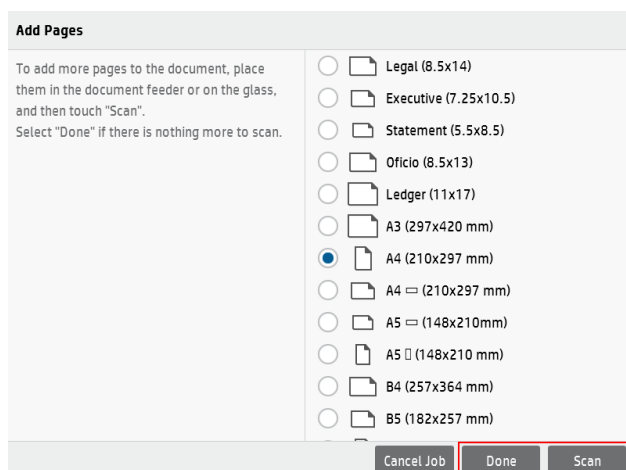 Add Pages
To add more pages to the document, place
them in the document feeder or on the glass,
and then touch "Scan".
Select "Done" if there is nothing more to scan.
Legal (8.5x14)
Executive (7.25x10.5)
Statement (5.5x8.5)
Oficio (8.5x13)
Ledger (11x17)
A3 (297x420 mm)
A4 (210x297 mm)
A4 ▭ (210x297 mm)
A5 ▭ (148x210mm)
A5 ▯ (148x210 mm)
B4 (257x364 mm)
B5 (182x257 mm)
Cancel Job
Done
Scan